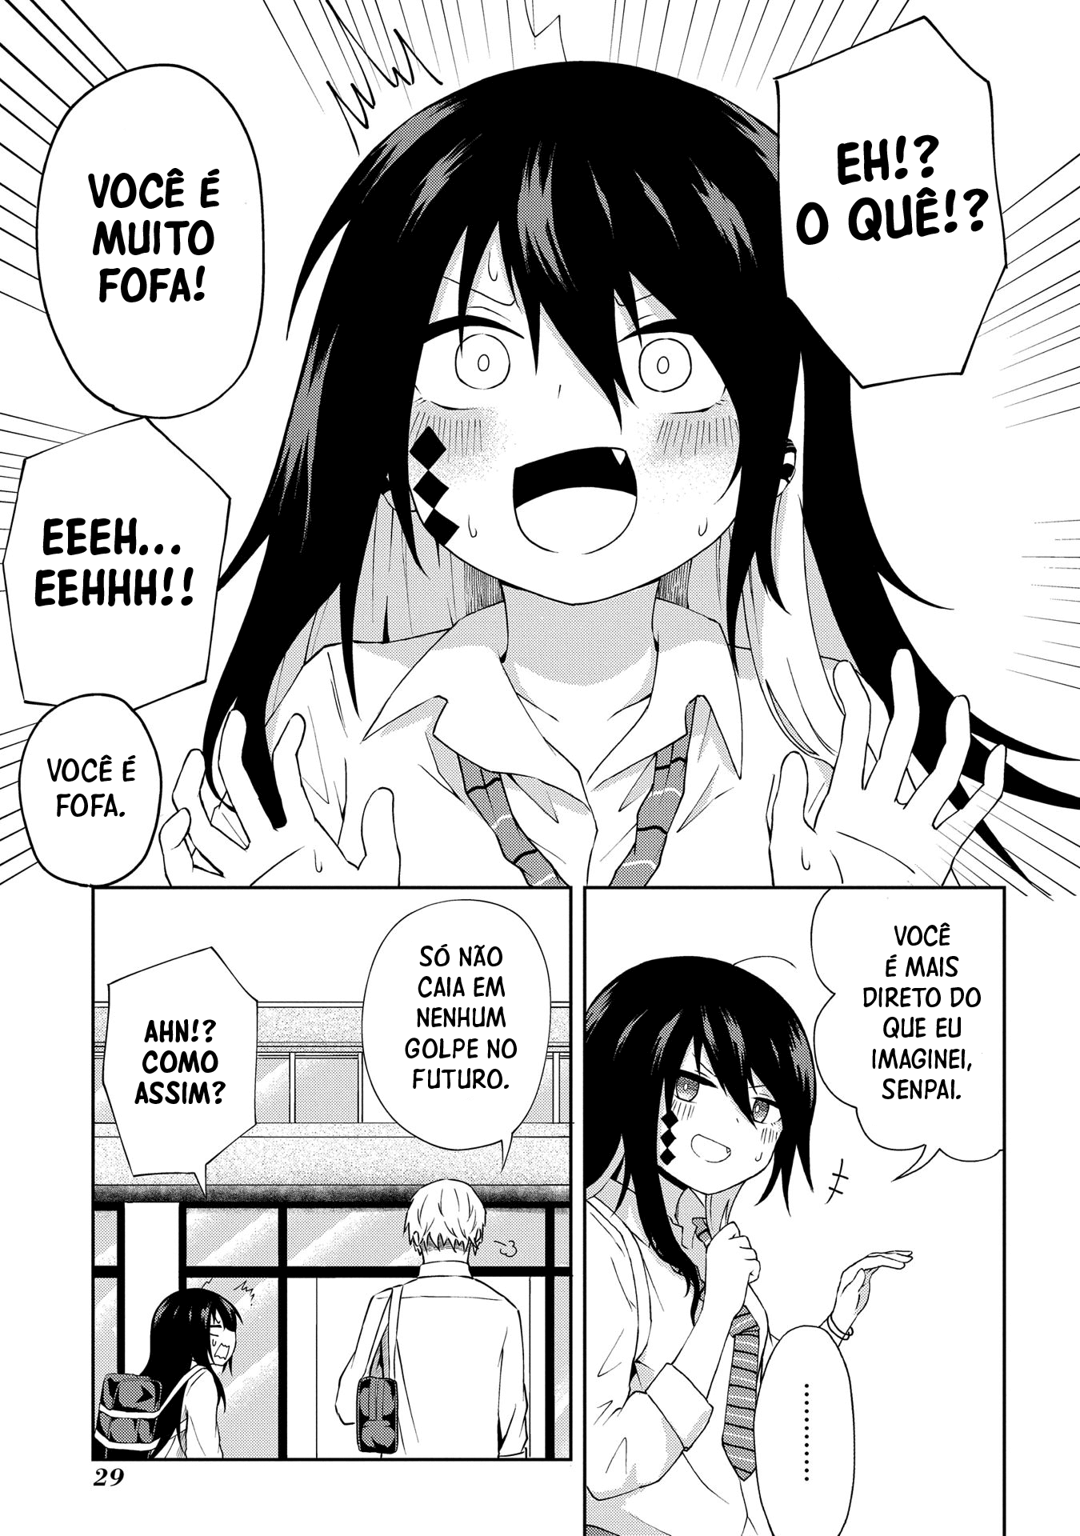 EH!?
O QUÊ!?
VOCÊ É
MUITO
FOFA!
EEEH...
EEHHH!!
VOCÊ É
FOFA.
VOCÊ
É MAIS
DIRETO DO
QUE EU
IMAGINEI,
SENPAI.
..........
SÓ NÃO
CAIA EM
NENHUM
GOLPE NO
FUTURO.
AHN!?
COMO
ASSIM?
29